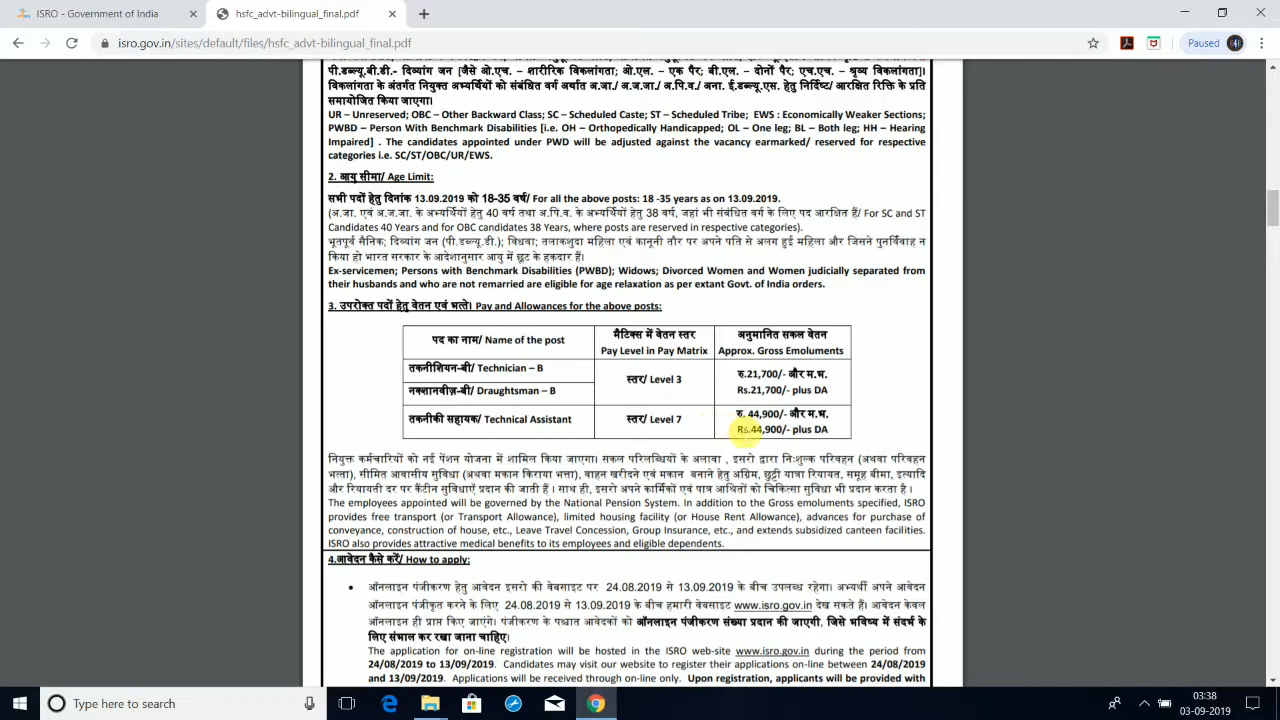 ISRO - Government of India
hsfc_advt-bilingual_final.pdf
isro.gov.in/sites/default/files/hsfc_advt-bilingual_final.pdf
Paused
पी.डब्ल्यू.बी.डी.- दिव्यांग जन [जैसे ओ.एच. – शारीरिक विकलांगता; ओ.एल. – एक पैर; बी.एल. – दोनों पैर; एच.एच. – श्रव्य विकलांगता]।
विकलांगता के अंतर्गत नियुक्त अभ्यर्थियों को संबंधित वर्ग अर्थात अ.जा./ अ.ज.जा./ अ.पि.व./ अना. ई.डब्ल्यू.एस. हेतु निर्दिष्ट/ आरक्षित रिक्ति के प्रति
समायोजित किया जाएगा।
UR – Unreserved; OBC – Other Backward Class; SC – Scheduled Caste; ST – Scheduled Tribe; EWS : Economically Weaker Sections;
PWBD – Person With Benchmark Disabilities [i.e. OH – Orthopedically Handicapped; OL – One leg; BL – Both leg; HH – Hearing
Impaired] . The candidates appointed under PWD will be adjusted against the vacancy earmarked/ reserved for respective
categories i.e. SC/ST/OBC/UR/EWS.
2. आयु सीमा/ Age Limit:
सभी पदों हेतु दिनांक 13.09.2019 को 18-35 वर्ष/ For all the above posts: 18 -35 years as on 13.09.2019.
(अ.जा. एवं अ.ज.जा. के अभ्यर्थियों हेतु 40 वर्ष तथा अ.पि.व. के अभ्यर्थियों हेतु 38 वर्ष, जहां भी संबंधित वर्ग के लिए पद आरक्षित हैं/ For SC and ST
Candidates 40 Years and for OBC candidates 38 Years, where posts are reserved in respective categories).
भूतपूर्व सैनिक; दिव्यांग जन (पी.डब्ल्यू.बी.डी.); विधवा; तलाकशुदा महिला एवं कानूनी तौर पर अपने पति से अलग हुई महिला और जिसने पुनर्विवाह न
किया हो भारत सरकार के आदेशानुसार आयु में छूट के हकदार हैं।
Ex-servicemen; Persons with Benchmark Disabilities (PWBD); Widows; Divorced Women and Women judicially separated from
their husbands and who are not remarried are eligible for age relaxation as per extant Govt. of India orders.
3. उपरोक्त पदों हेतु वेतन एवं भत्ते। Pay and Allowances for the above posts:
पद का नाम/ Name of the post
मैटिक्स में वेतन स्तर
Pay Level in Pay Matrix
अनुमानित सकल वेतन
Approx. Gross Emoluments
तकनीशियन-बी/ Technician – B
नक्शानवीज़-बी/ Draughtsman – B
स्तर/ Level 3
रु.21,700/- और म.भ.
Rs.21,700/- plus DA
तकनीकी सहायक/ Technical Assistant
स्तर/ Level 7
रु. 44,900/- और म.भ.
Rs.44,900/- plus DA
नियुक्त कर्मचारियों को नई पेंशन योजना में शामिल किया जाएगा। सकल परिलब्धियों के अलावा , इसरो द्वारा निःशुल्क परिवहन (अथवा परिवहन
भत्ता), सीमित आवासीय सुविधा (अथवा मकान किराया भत्ता), वाहन खरीदने एवं मकान बनाने हेतु अग्रिम, छुट्टी यात्रा रियायत, समूह बीमा, इत्यादि
और रियायती दर पर कैंटीन सुविधाएँ प्रदान की जाती हैं । साथ ही, इसरो अपने कार्मिकों एवं पात्र आश्रितों को चिकित्सा सुविधा भी प्रदान करता है ।
The employees appointed will be governed by the National Pension System. In addition to the Gross emoluments specified, ISRO
provides free transport (or Transport Allowance), limited housing facility (or House Rent Allowance), advances for purchase of
conveyance, construction of house, etc., Leave Travel Concession, Group Insurance, etc., and extends subsidized canteen facilities.
ISRO also provides attractive medical benefits to its employees and eligible dependents.
4.आवेदन कैसे करें/ How to apply:
• ऑनलाइन पंजीकरण हेतु आवेदन इसरो की वेबसाइट पर 24.08.2019 से 13.09.2019 के बीच उपलब्ध रहेगा। अभ्यर्थी अपने आवेदन
ऑनलाइन पंजीकृत करने के लिए 24.08.2019 से 13.09.2019 के बीच हमारी वेबसाइट www.isro.gov.in देख सकते हैं। आवेदन केवल
ऑनलाइन ही प्राप्त किए जाएंगे। पंजीकरण के पश्चात आवेदकों को ऑनलाइन पंजीकरण संख्या प्रदान की जाएगी, जिसे भविष्य में संदर्भ के
लिए संभाल कर रखा जाना चाहिए।
The application for on-line registration will be hosted in the ISRO web-site www.isro.gov.in during the period from
24/08/2019 to 13/09/2019. Candidates may visit our website to register their applications on-line between 24/08/2019
and 13/09/2019. Applications will be received through on-line only. Upon registration, applicants will be provided with
Type here to search
03:38
03-09-2019